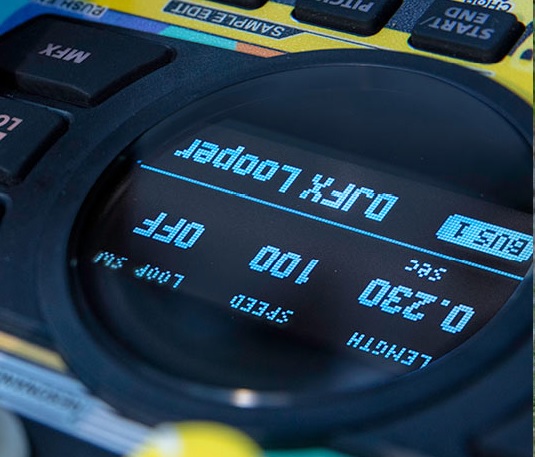 LENGTH SPEED LOOP SW
0.230 sec 100 OFF
BUS 1 DJFX Looper
MFX
START/
END
SAMPLE EDIT